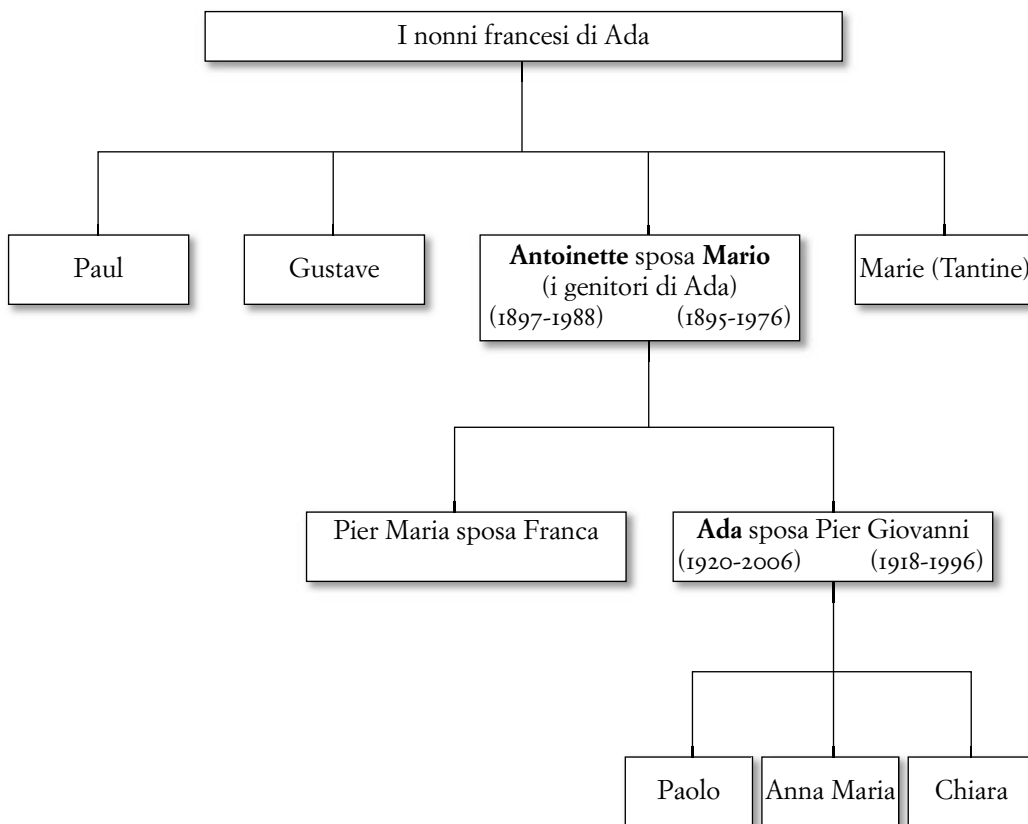 I nonni francesi di Ada
Paul
Gustave
Antoinette sposa Mario
(i genitori di Ada)
(1897-1988) (1895-1976)
Marie (Tantine)
Pier Maria sposa Franca
Ada sposa Pier Giovanni
(1920-2006) (1918-1996)
Paolo
Anna Maria
Chiara